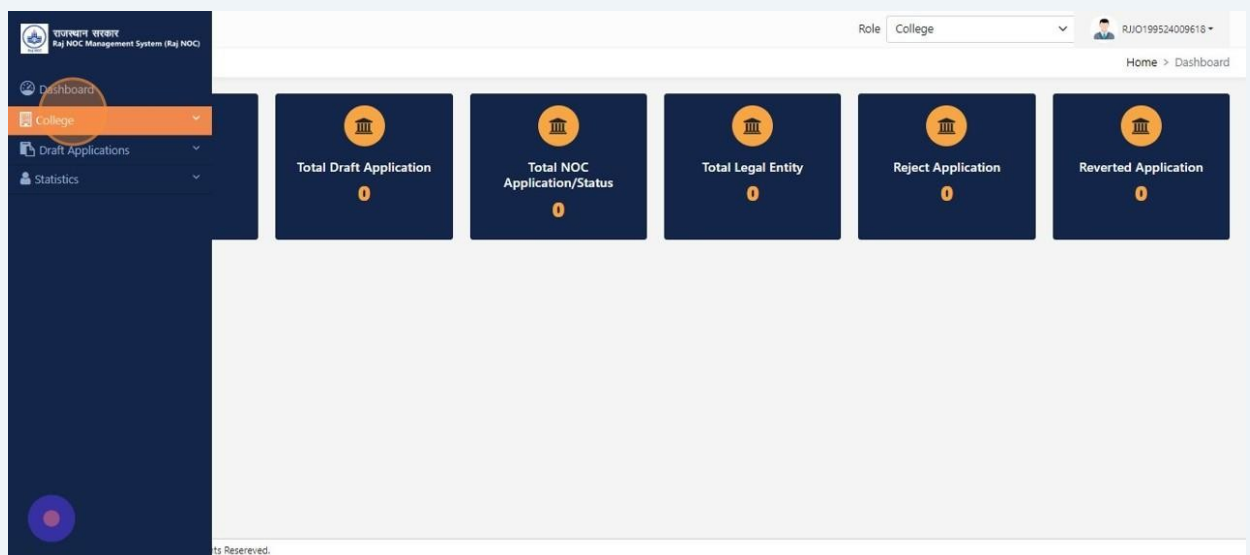 राजस्थान सरकार
Raj NOC Management System (Raj NOC)
Role College
RJJO199524009618
Home > Dashboard
Dashboard
College
Draft Applications
Statistics
Total Draft Application
0
Total NOC
Application/Status
0
Total Legal Entity
0
Reject Application
0
Reverted Application
0
ts Resereved.